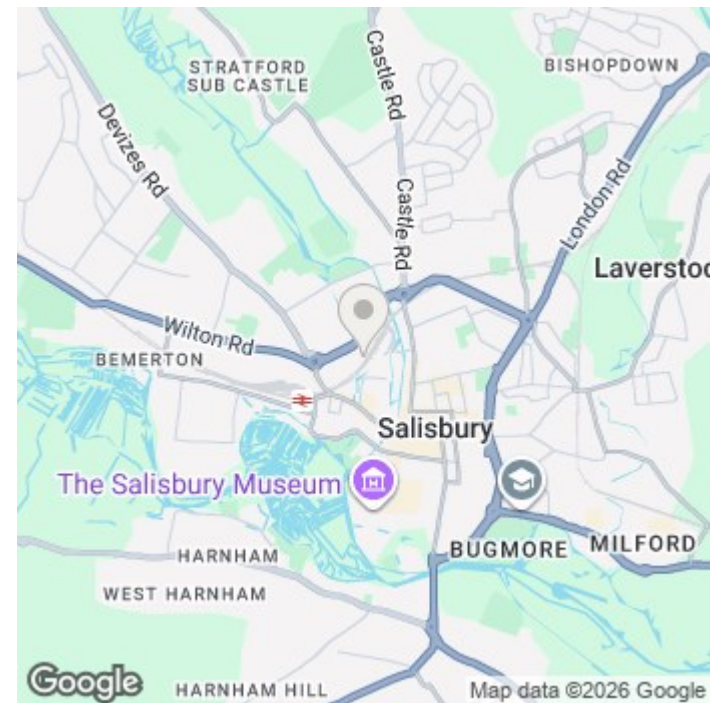 STRATFORD
SUB CASTLE
Castle Rd
BISHOPDOWN
Devizes Rd
Castle Rd
London Rd
Laverstoc
Wilton Rd
BEMERTON
Salisbury
The Salisbury Museum
HARNHAM
BUGMORE
MILFORD
WEST HARNHAM
Google
HARNHAM HILL
Map data ©2026 Google